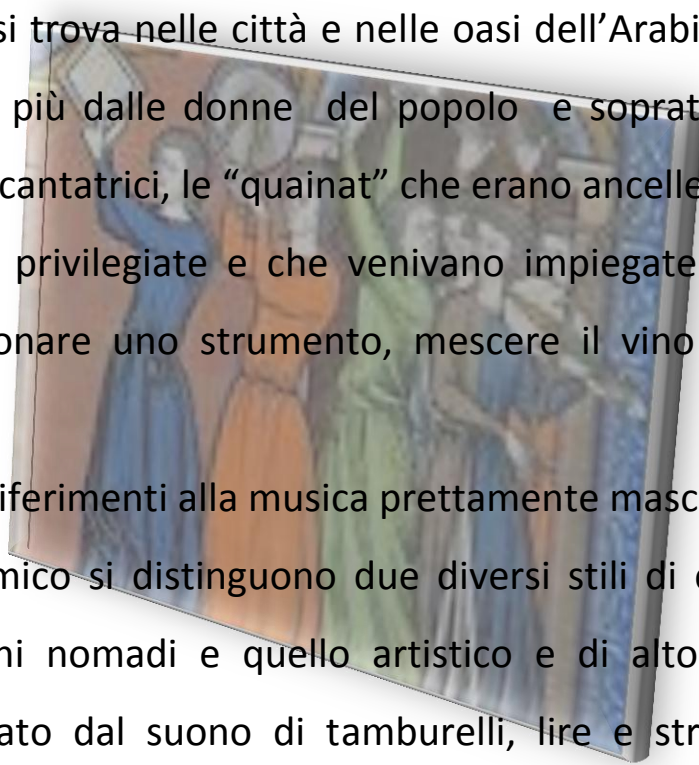 si trova nelle città e nelle oasi dell’Arabi
più dalle donne del popolo e soprat
cantatrici, le “quainat” che erano ancelle
privilegiate e che venivano impiegate
onare uno strumento, mescere il vino
iferimenti alla musica prettamente masc
mico si distinguono due diversi stili di
ni nomadi e quello artistico e di alto
ato dal suono di tamburelli, lire e str